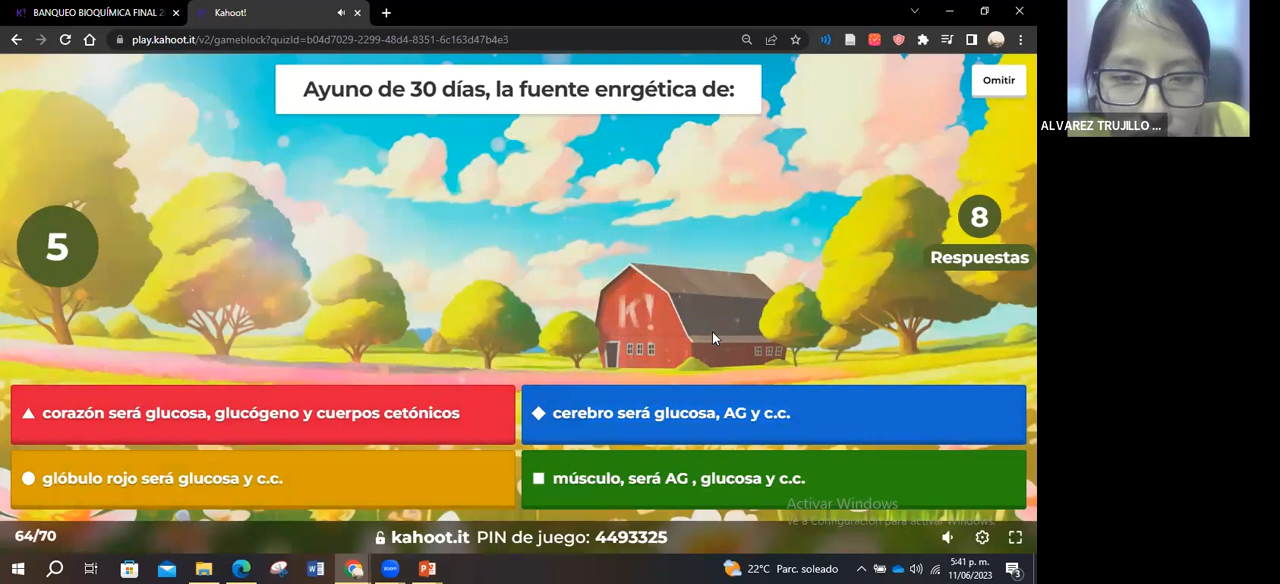 BANQUEO BIOQUÍMICA FINAL 2
Kahoot!
play.kahoot.it/v2/gameblock?quizId=b04d7029-2299-48d4-8351-6c163d47b4e3
Ayuno de 30 días, la fuente enrgética de:
Omitir
ALVAREZ TRUJILLO ...
5
8
Respuestas
K!
corazón será glucosa, glucógeno y cuerpos cetónicos
cerebro será glucosa, AG y c.c.
glóbulo rojo será glucosa y c.c.
músculo, será AG , glucosa y c.c.
Activar Windows
Ve a Configuración para activar Windows.
64/70
kahoot.it PIN de juego: 4493325
22°C Parc. soleado
5:41 p. m.
11/06/2023
3